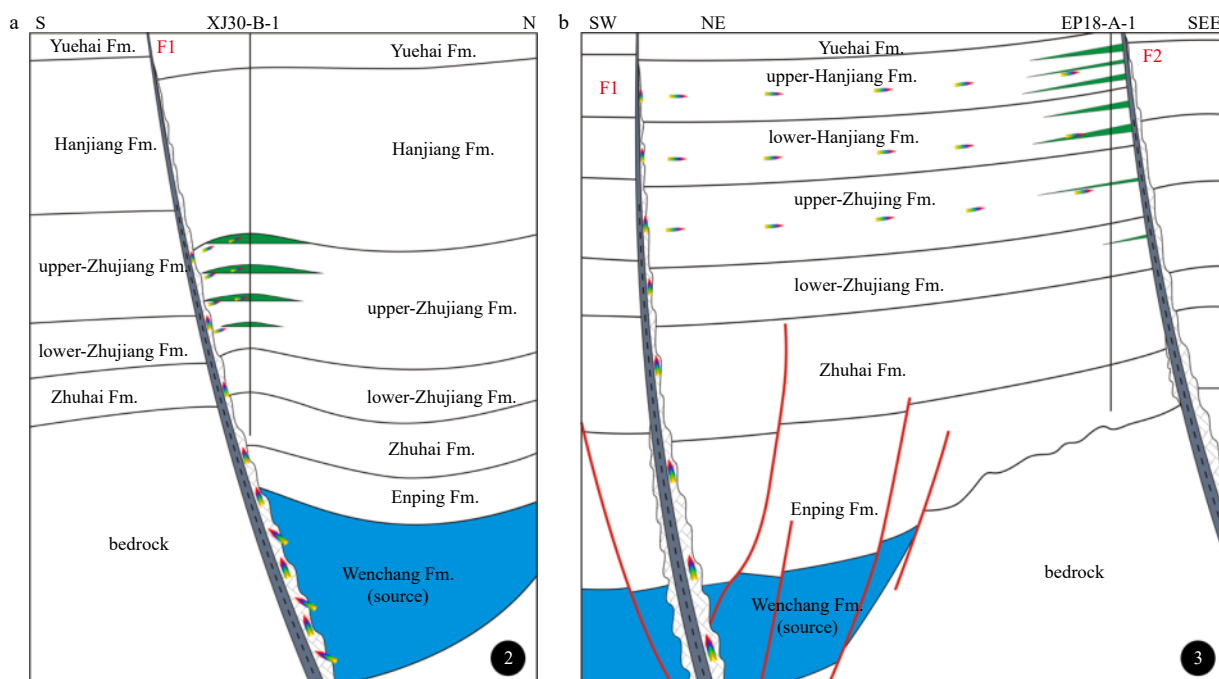 a
S
XJ30-B-1
N
Yuehai Fm.
F1
Yuehai Fm.
Hanjiang Fm.
Hanjiang Fm.
upper-Zhujiang Fm.
upper-Zhujiang Fm.
lower-Zhujiang Fm.
lower-Zhujiang Fm.
Zhuhai Fm.
Zhuhai Fm.
Enping Fm.
bedrock
Wenchang Fm.
(source)
2
b
SW
NE
EP18-A-1
SEE
Yuehai Fm.
F2
upper-Hanjiang Fm.
F1
lower-Hanjiang Fm.
upper-Zhujing Fm.
lower-Zhujiang Fm.
Zhuhai Fm.
Enping Fm.
bedrock
Wenchang Fm.
(source)
3